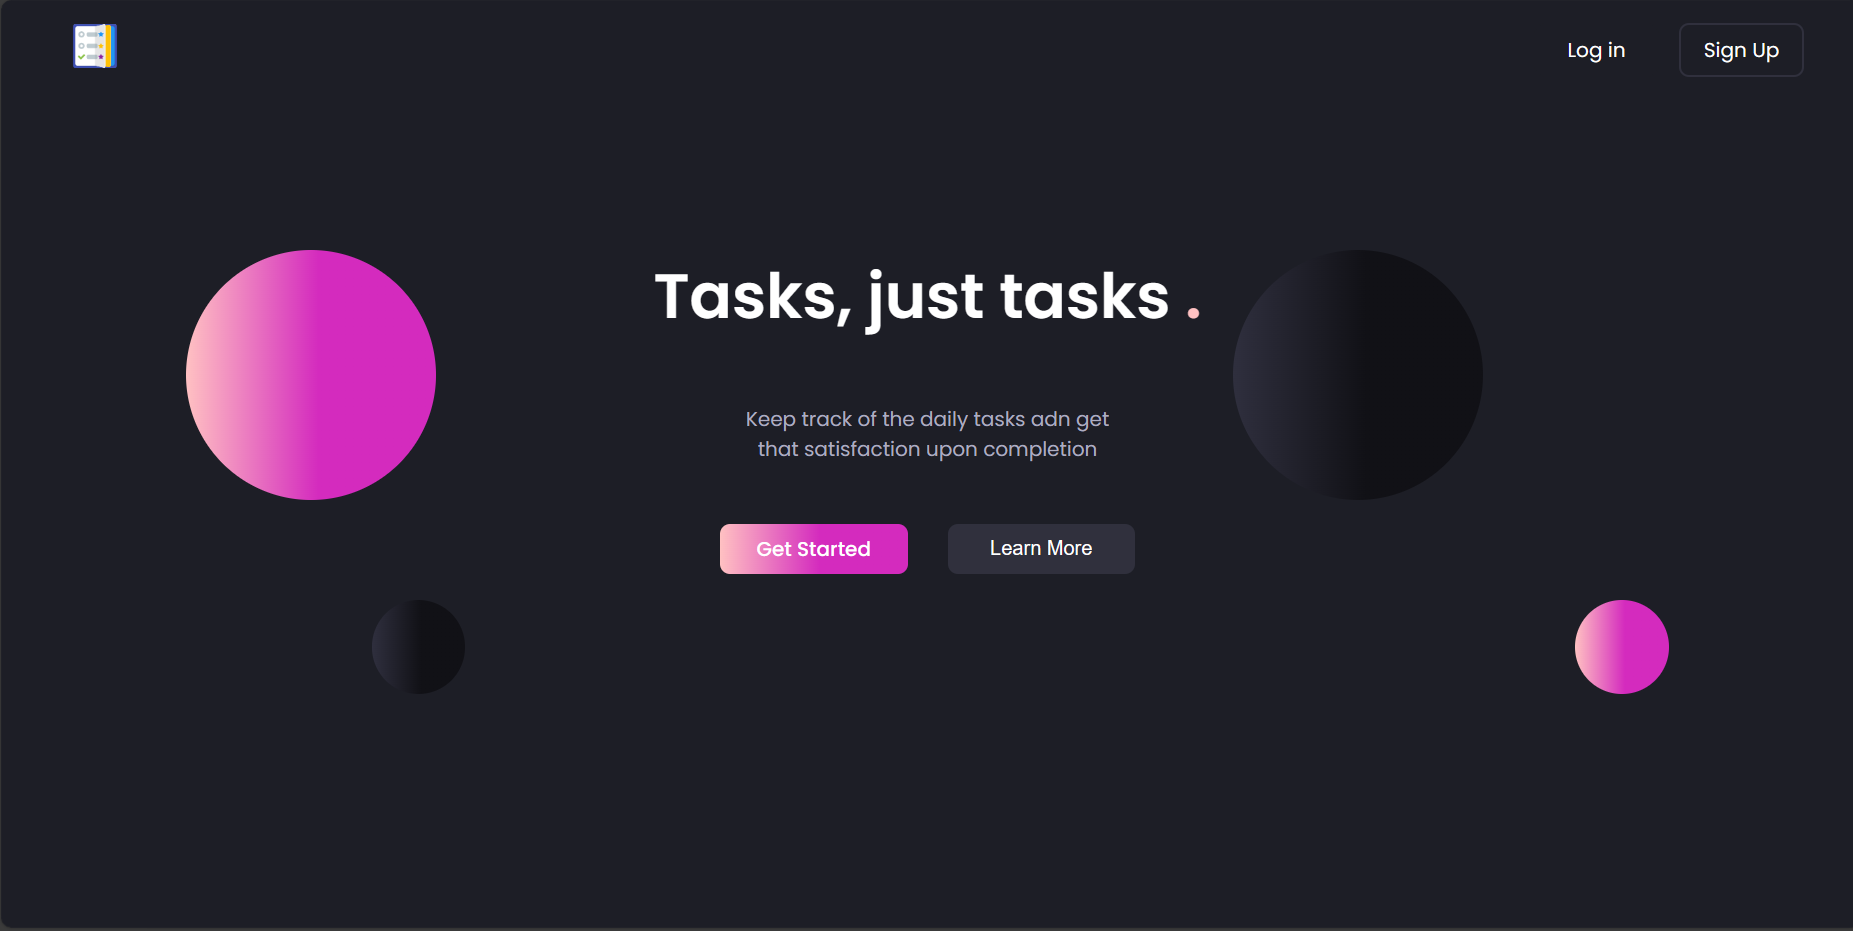 Log in
Sign Up
Tasks, just tasks .
Keep track of the daily tasks adn get
that satisfaction upon completion
Get Started
Learn More